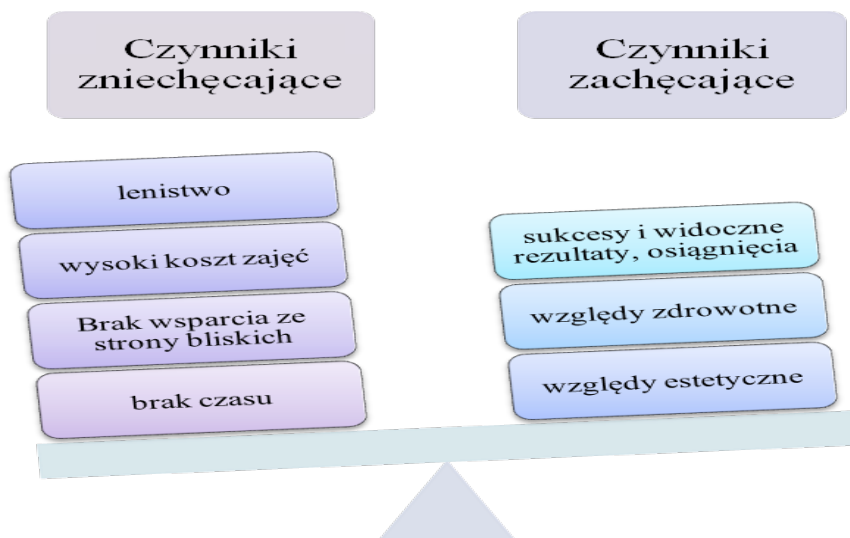 Czynniki
zniechęcające
Czynniki
zachęcające
lenistwo
wysoki koszt zajęć
Brak wsparcia ze
strony bliskich
brak czasu
sukcesy i widoczne
rezultaty, osiągnięcia
względy zdrowotne
względy estetyczne